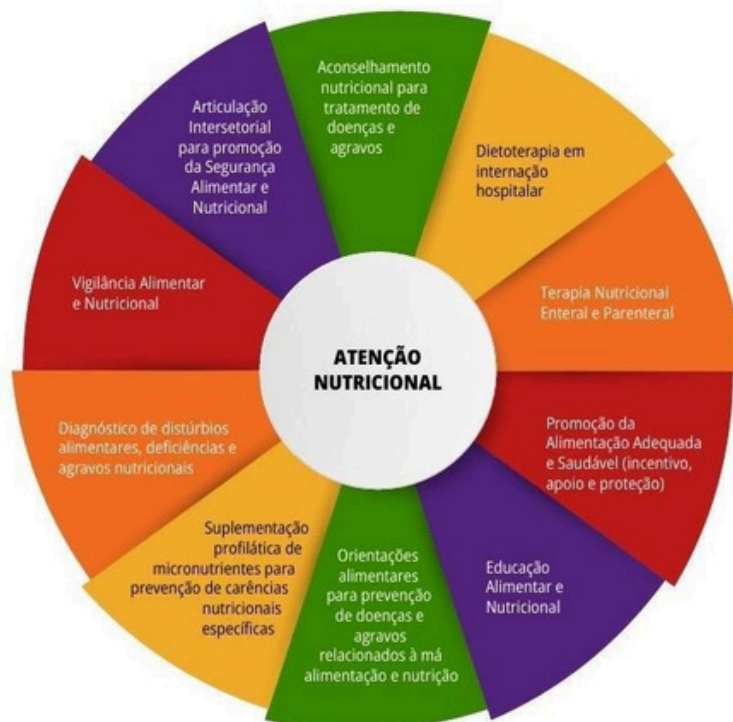 Aconselhamento
nutricional para
tratamento de
doenças e
agravos
Dietoterapia em
internação
hospitalar
Terapia Nutricional
Enteral e Parenteral
Promoção da
Alimentação Adequada
e Saudável (incentivo,
apoio e proteção)
Educação
Alimentar e
Nutricional
Orientações
alimentares
para prevenção
de doenças e
agravos
relacionados à má
alimentação e nutrição
Suplementação
profilática de
micronutrientes para
prevenção de carências
nutricionais
específicas
Diagnóstico de distúrbios
alimentares, deficiências e
agravos nutricionais
Vigilância Alimentar
e Nutricional
Articulação
Intersetorial
para promoção
da Segurança
Alimentar e
Nutricional
ATENÇÃO
NUTRICIONAL